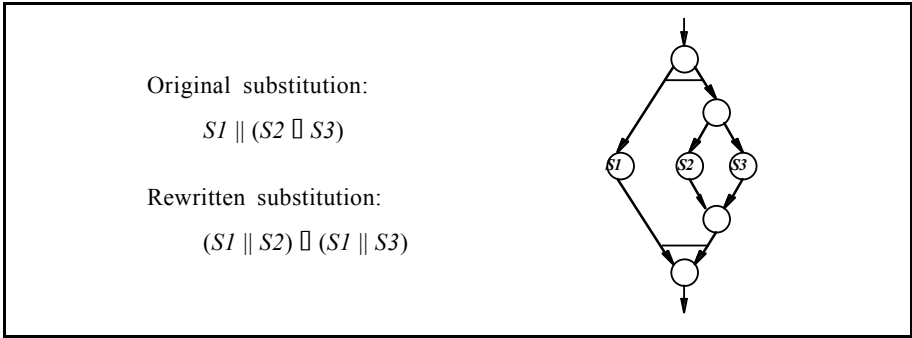 Original substitution:
S1 || (S2 ▯ S3)
Rewritten substitution:
(S1 || S2) ▯ (S1 || S3)
S1 S2 S3